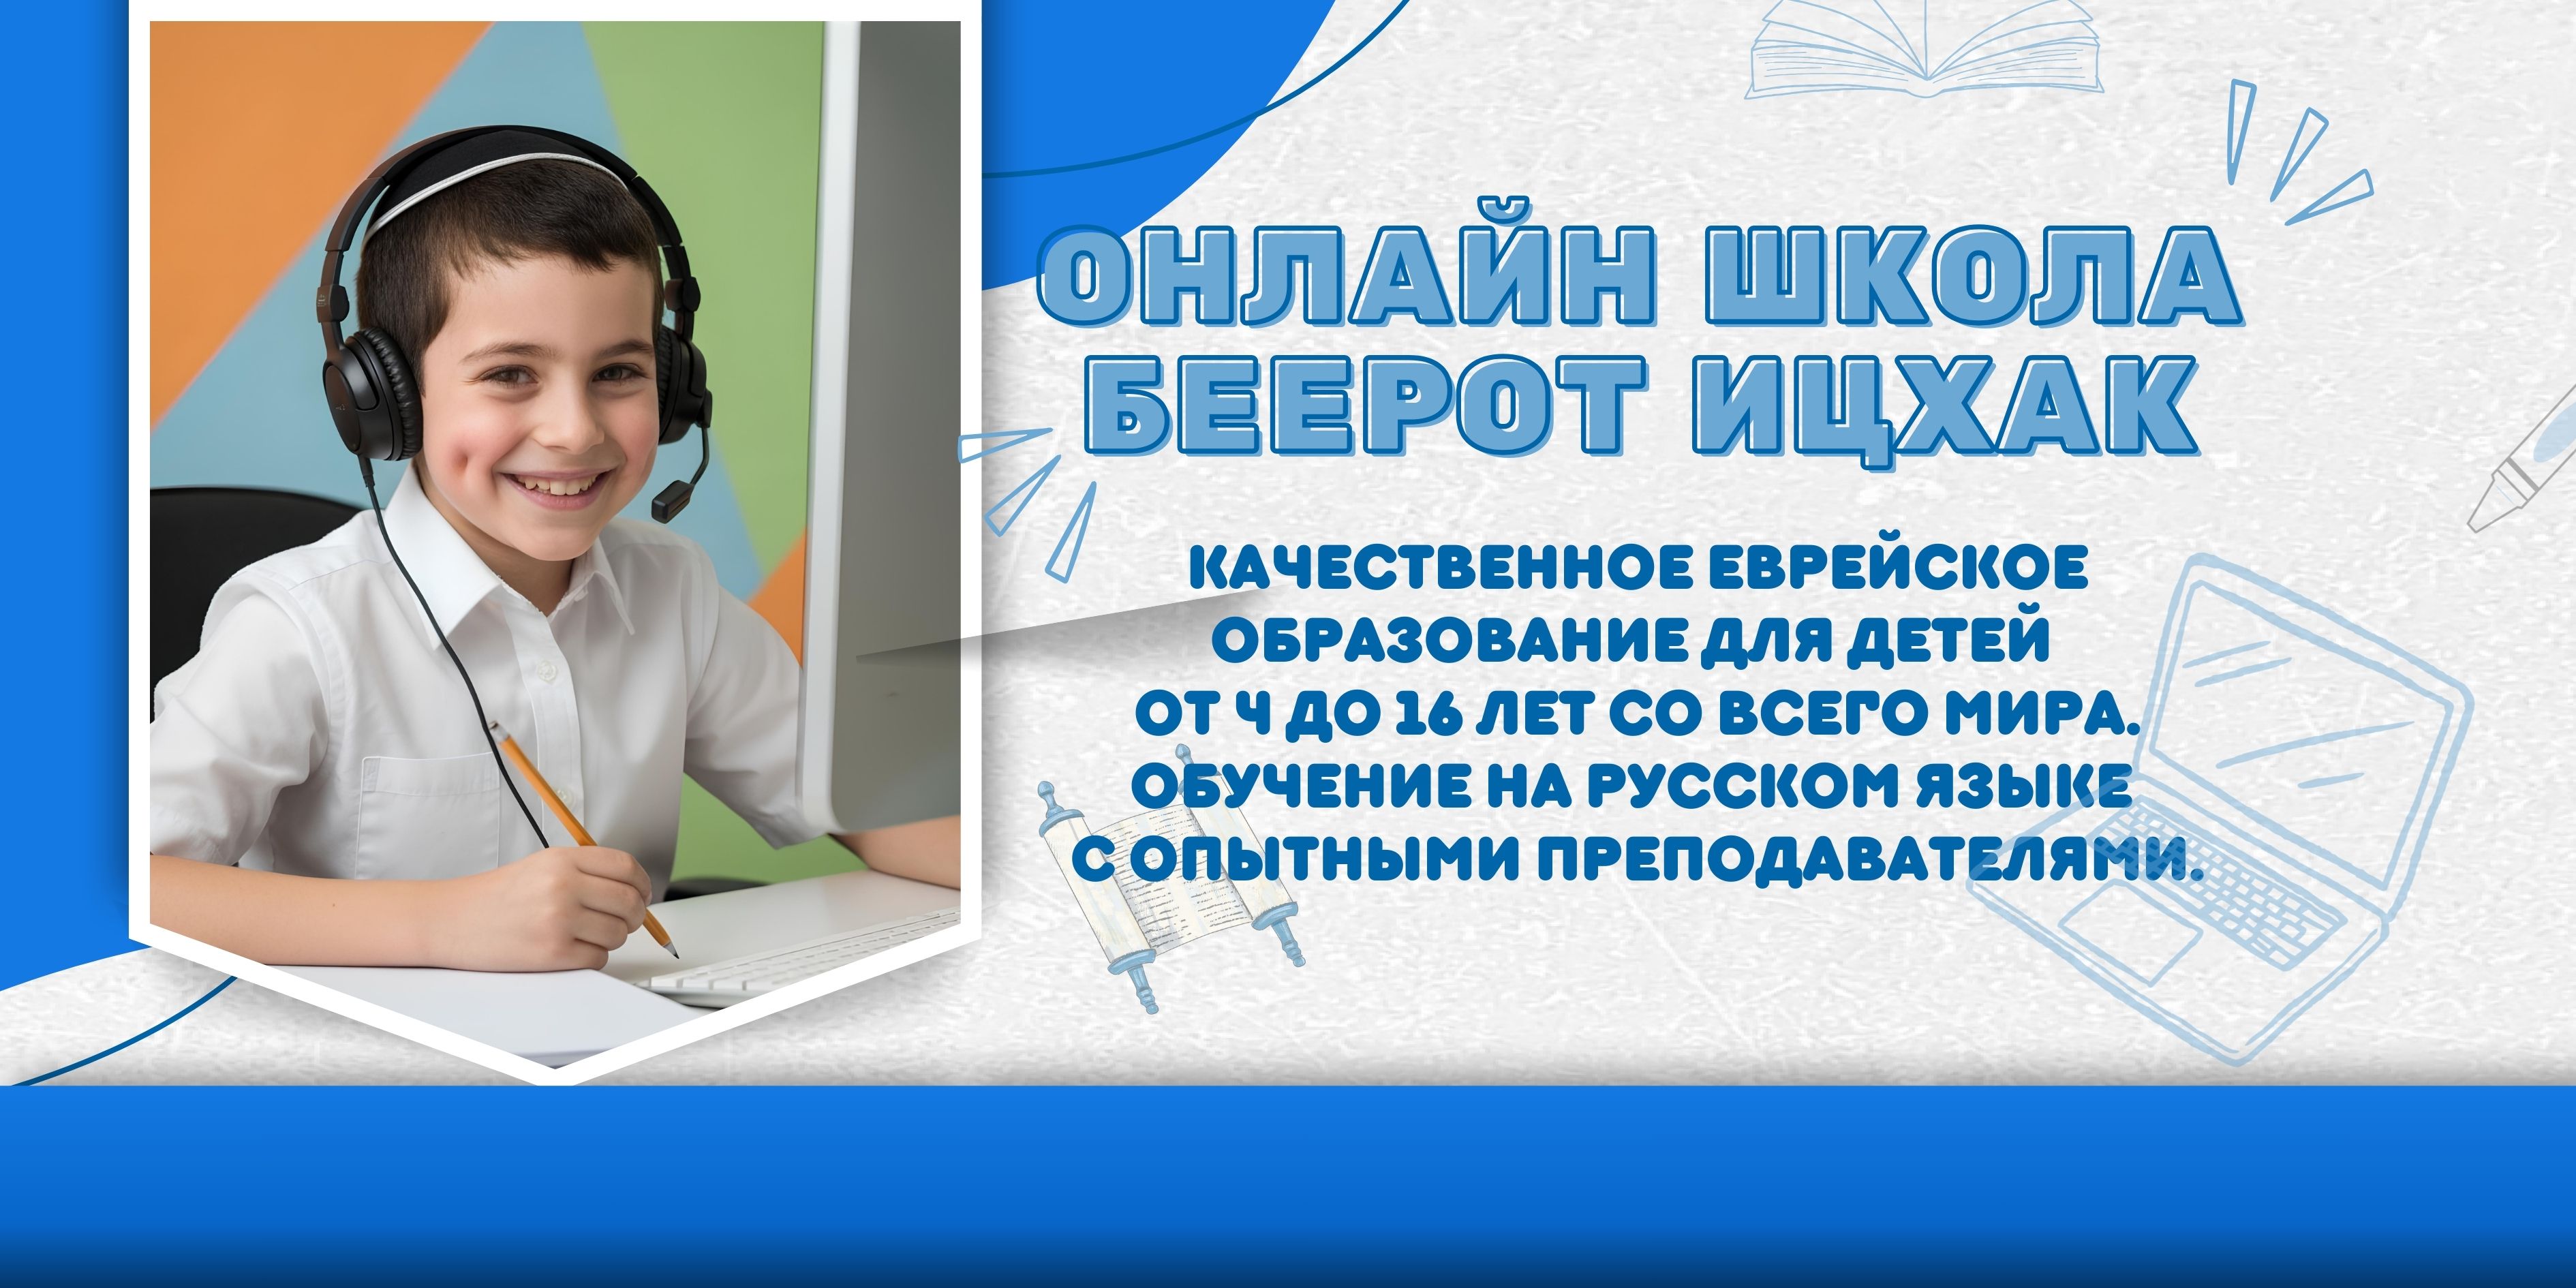 ОНЛАЙН ШКОЛА
БЕЕРОТ ИЦХАК
КАЧЕСТВЕННОЕ ЕВРЕЙСКОЕ
ОБРАЗОВАНИЕ ДЛЯ ДЕТЕЙ
ОТ 4 ДО 16 ЛЕТ СО ВСЕГО МИРА.
ОБУЧЕНИЕ НА РУССКОМ ЯЗЫКЕ
С ОПЫТНЫМИ ПРЕПОДАВАТЕЛЯМИ.